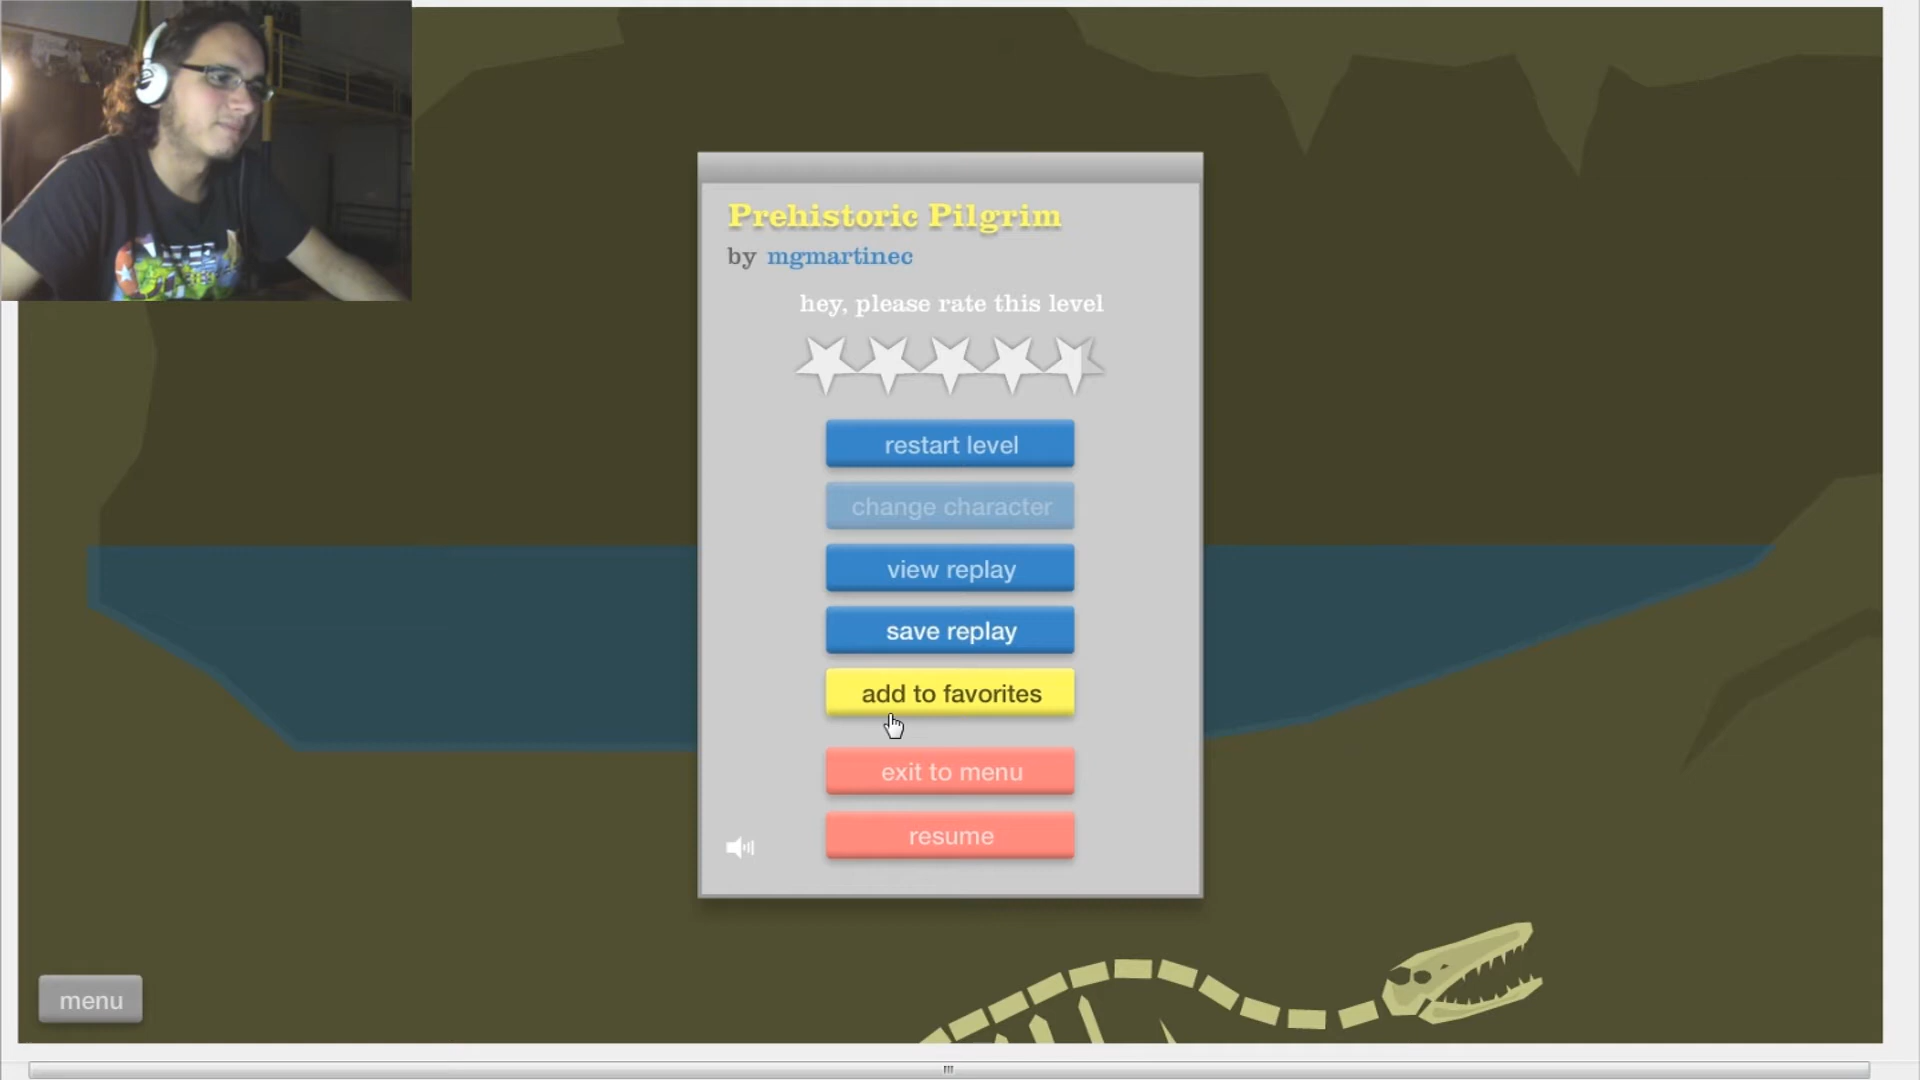 Prehistoric Pilgrim
by mgmartinec
hey, please rate this level
restart level
change character
view replay
save replay
add to favorites
exit to menu
resume
menu